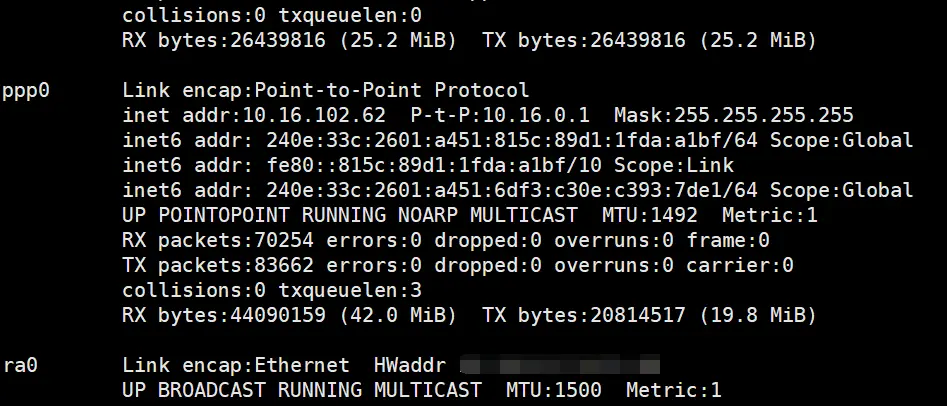 collisions:0 txqueuelen:0
RX bytes:26439816 (25.2 MiB)  TX bytes:26439816 (25.2 MiB)
ppp0      Link encap:Point-to-Point Protocol
inet addr:10.16.102.62  P-t-P:10.16.0.1  Mask:255.255.255.255
inet6 addr: 240e:33c:2601:a451:815c:89d1:1fda:a1bf/64 Scope:Global
inet6 addr: fe80::815c:89d1:1fda:a1bf/10 Scope:Link
inet6 addr: 240e:33c:2601:a451:6df3:c30e:c393:7de1/64 Scope:Global
UP POINTOPOINT RUNNING NOARP MULTICAST  MTU:1492  Metric:1
RX packets:70254 errors:0 dropped:0 overruns:0 frame:0
TX packets:83662 errors:0 dropped:0 overruns:0 carrier:0
collisions:0 txqueuelen:3
RX bytes:44090159 (42.0 MiB)  TX bytes:20814517 (19.8 MiB)
ra0       Link encap:Ethernet  HWaddr
UP BROADCAST RUNNING MULTICAST  MTU:1500  Metric:1